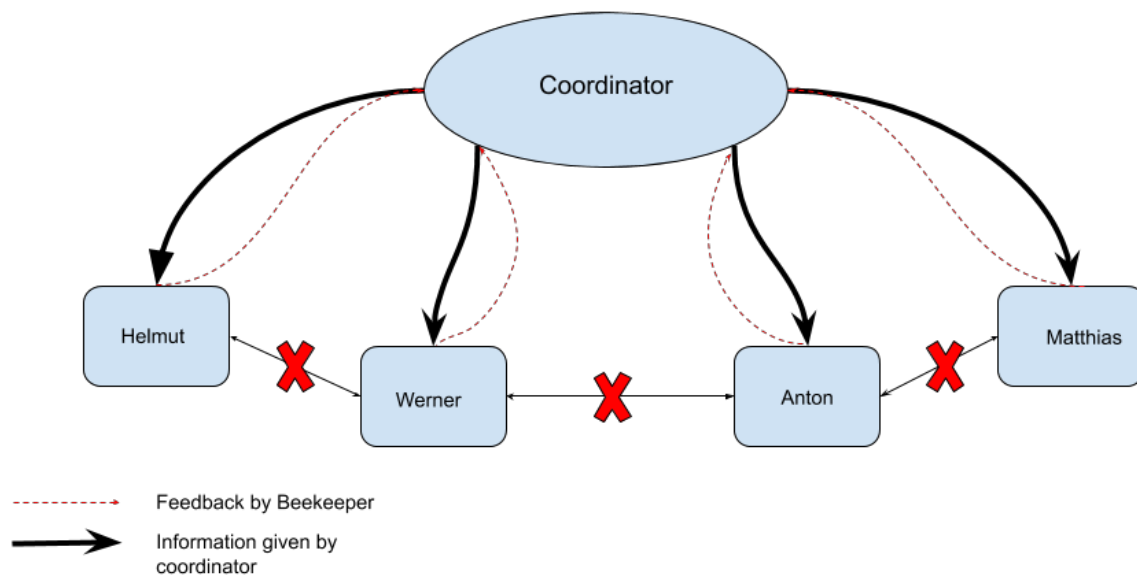 Coordinator
Helmut
Matthias
Werner
Anton
Feedback by Beekeeper
Information given by
coordinator